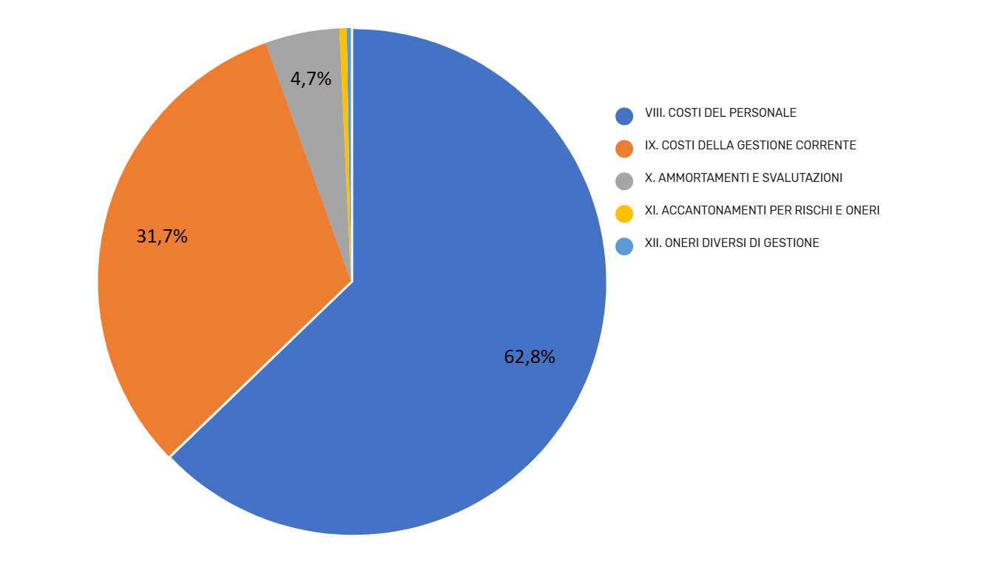 4,7%
31,7%
62,8%
VIII. COSTI DEL PERSONALE
IX. COSTI DELLA GESTIONE CORRENTE
X. AMMORTAMENTI E SVALUTAZIONI
XI. ACCANTONAMENTI PER RISCHI E ONERI
XII. ONERI DIVERSI DI GESTIONE